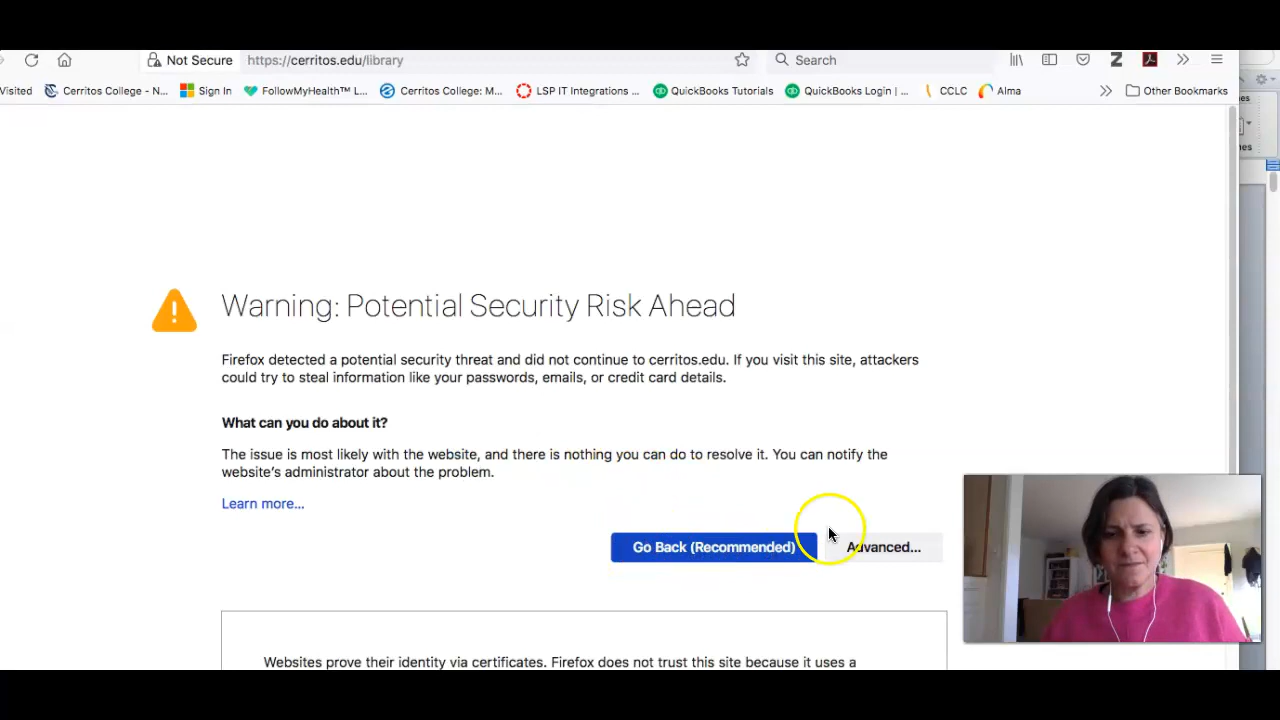 Not Secure https://cerritos.edu/library Search
Visited Cerritos College - N... Sign In FollowMyHealth™ L... Cerritos College: M... LSP IT Integrations ... QuickBooks Tutorials QuickBooks Login | ... CCLC Alma Other Bookmarks
Warning: Potential Security Risk Ahead
Firefox detected a potential security threat and did not continue to cerritos.edu. If you visit this site, attackers
could try to steal information like your passwords, emails, or credit card details.
What can you do about it?
The issue is most likely with the website, and there is nothing you can do to resolve it. You can notify the
website's administrator about the problem.
Learn more...
Go Back (Recommended) Advanced...
Websites prove their identity via certificates. Firefox does not trust this site because it uses a